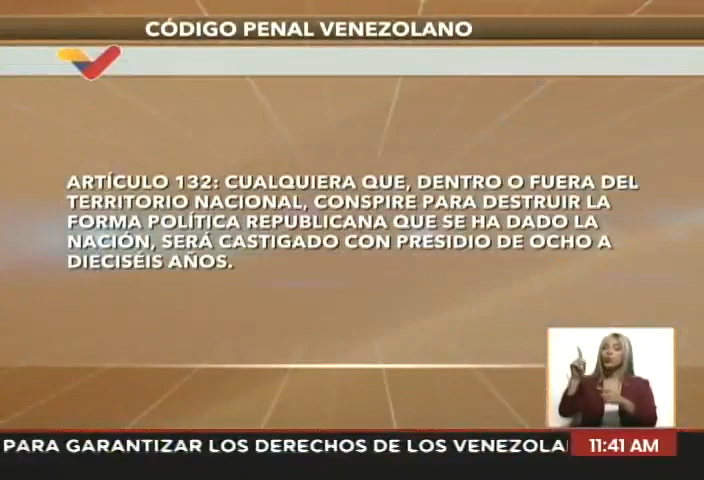 CÓDIGO PENAL VENEZOLANO
ARTÍCULO 132: CUALQUIERA QUE, DENTRO O FUERA DEL
TERRITORIO NACIONAL, CONSPIRE PARA DESTRUIR LA
FORMA POLÍTICA REPUBLICANA QUE SE HA DADO LA
NACIÓN, SERÁ CASTIGADO CON PRESIDIO DE OCHO A
DIECISÉIS AÑOS.
PARA GARANTIZAR LOS DERECHOS DE LOS VENEZOLA
11:41 AM